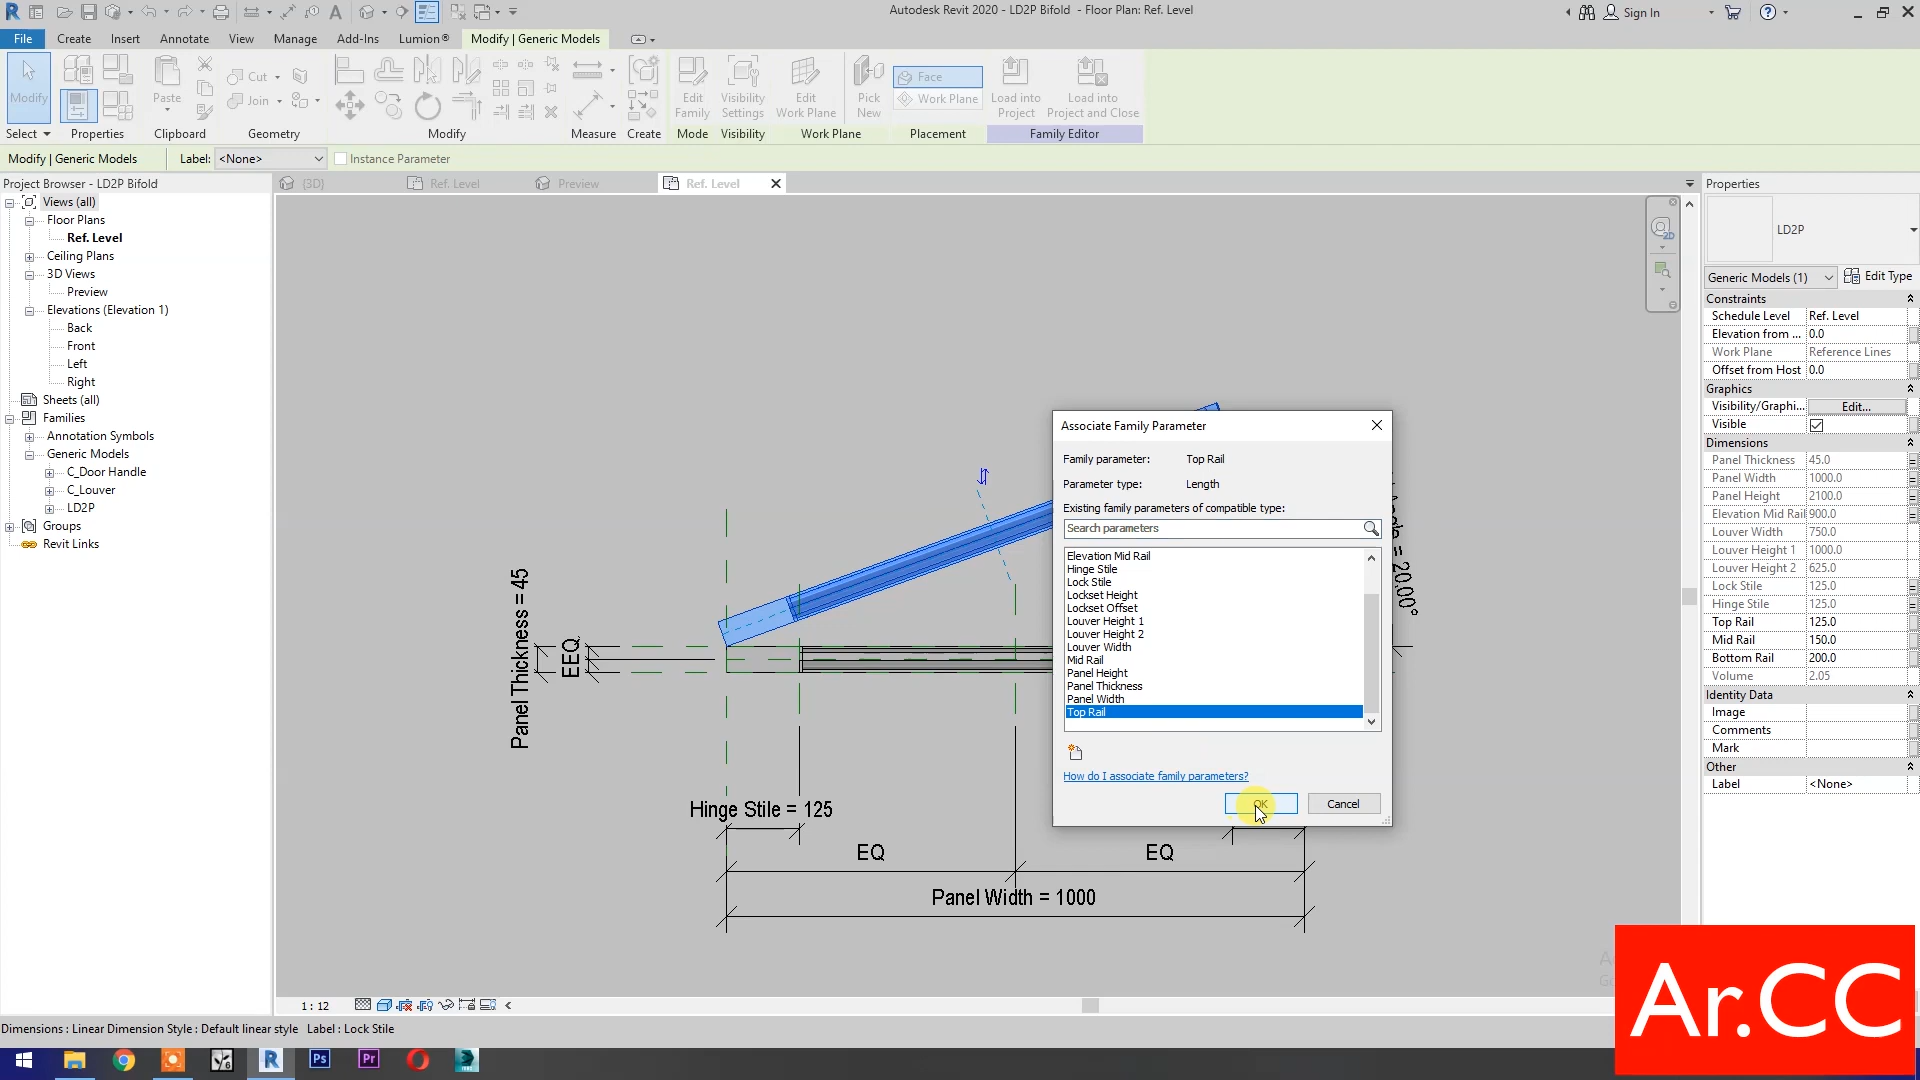 Autodesk Revit 2020 - LD2P Bifold - Floor Plan: Ref. Level
Sign In
File
Create
Insert
Annotate
View
Manage
Add-Ins
Lumion®
Modify | Generic Models
Modify
Paste
Cut
Join
Edit Family
Visibility Settings
Edit Work Plane
Pick New
Face
Work Plane
Load into Project
Load into Project and Close
Select
Properties
Clipboard
Geometry
Modify
Measure
Create
Mode
Visibility
Work Plane
Placement
Family Editor
Modify | Generic Models
Label:
<None>
Instance Parameter
Project Browser - LD2P Bifold
Views (all)
Floor Plans
Ref. Level
Ceiling Plans
3D Views
Preview
Elevations (Elevation 1)
Back
Front
Left
Right
Sheets (all)
Families
Annotation Symbols
Generic Models
C_Door Handle
C_Louver
LD2P
Groups
Revit Links
{3D}
Ref. Level
Preview
Ref. Level
2D
Panel Thickness = 45
EEQ
Hinge Stile = 125
EQ
EQ
Panel Width = 1000
= 20.00°
Associate Family Parameter
Family parameter: Top Rail
Parameter type: Length
Existing family parameters of compatible type:
Search parameters
Elevation Mid Rail
Hinge Stile
Lock Stile
Lockset Height
Lockset Offset
Louver Height 1
Louver Height 2
Louver Width
Mid Rail
Panel Height
Panel Thickness
Panel Width
Top Rail
How do I associate family parameters?
OK
Cancel
Properties
LD2P
Generic Models (1)
Edit Type
Constraints
Schedule Level Ref. Level
Elevation from ... 0.0
Work Plane Reference Lines
Offset from Host 0.0
Graphics
Visibility/Graphi... Edit...
Visible
Dimensions
Panel Thickness 45.0
Panel Width 1000.0
Panel Height 2100.0
Elevation Mid Rail 900.0
Louver Width 750.0
Louver Height 1 1000.0
Louver Height 2 625.0
Lock Stile 125.0
Hinge Stile 125.0
Top Rail 125.0
Mid Rail 150.0
Bottom Rail 200.0
Volume 2.05
Identity Data
Image
Comments
Mark
Other
Label <None>
1 : 12
Dimensions : Linear Dimension Style : Default linear style Label : Lock Stile
Ps
Pr
Ar.CC